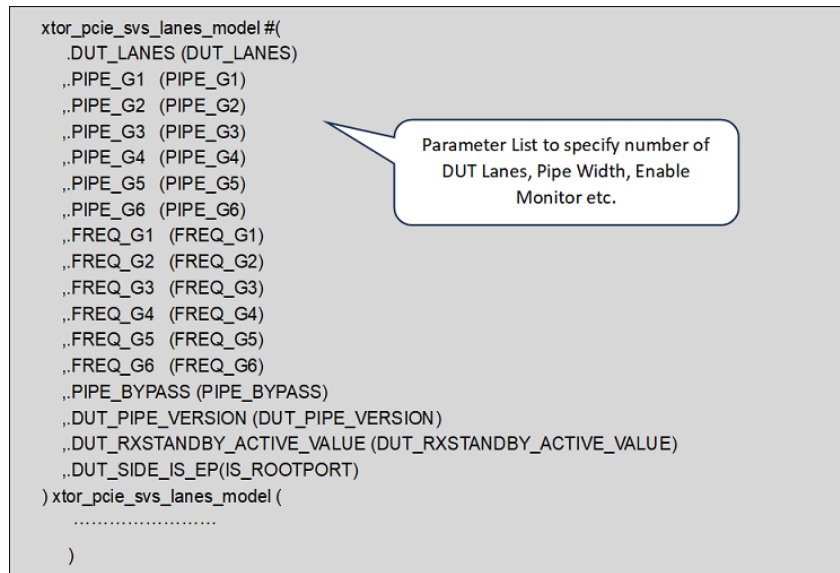 xtor_pcie_svs_lanes_model #(
.DUT_LANES (DUT_LANES)
,.PIPE_G1 (PIPE_G1)
,.PIPE_G2 (PIPE_G2)
,.PIPE_G3 (PIPE_G3)
,.PIPE_G4 (PIPE_G4)
,.PIPE_G5 (PIPE_G5)
,.PIPE_G6 (PIPE_G6)
,.FREQ_G1 (FREQ_G1)
,.FREQ_G2 (FREQ_G2)
,.FREQ_G3 (FREQ_G3)
,.FREQ_G4 (FREQ_G4)
,.FREQ_G5 (FREQ_G5)
,.FREQ_G6 (FREQ_G6)
,.PIPE_BYPASS (PIPE_BYPASS)
,.DUT_PIPE_VERSION (DUT_PIPE_VERSION)
,.DUT_RXSTANDBY_ACTIVE_VALUE (DUT_RXSTANDBY_ACTIVE_VALUE)
,.DUT_SIDE_IS_EP(IS_ROOTPORT)
) xtor_pcie_svs_lanes_model (
……………………
)
Parameter List to specify number of
DUT Lanes, Pipe Width, Enable
Monitor etc.